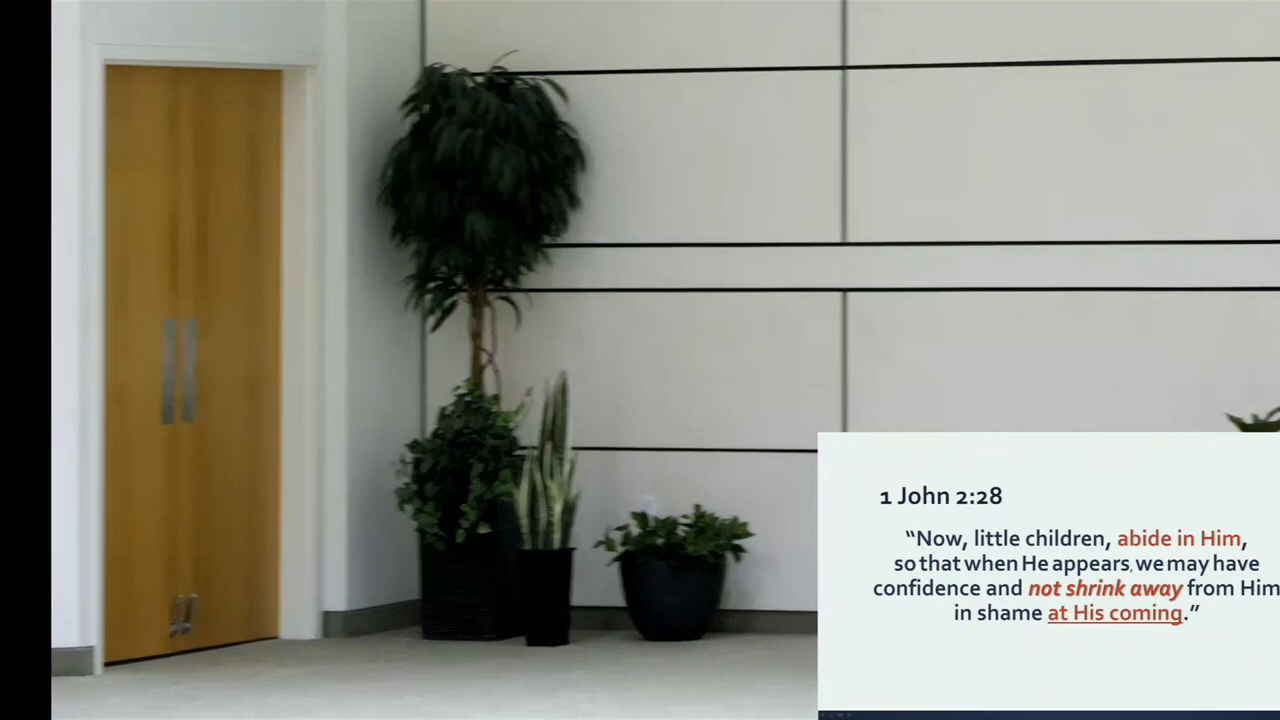 1 John 2:28
“Now, little children, abide in Him,
so that when He appears, we may have
confidence and not shrink away from Him
in shame at His coming.”